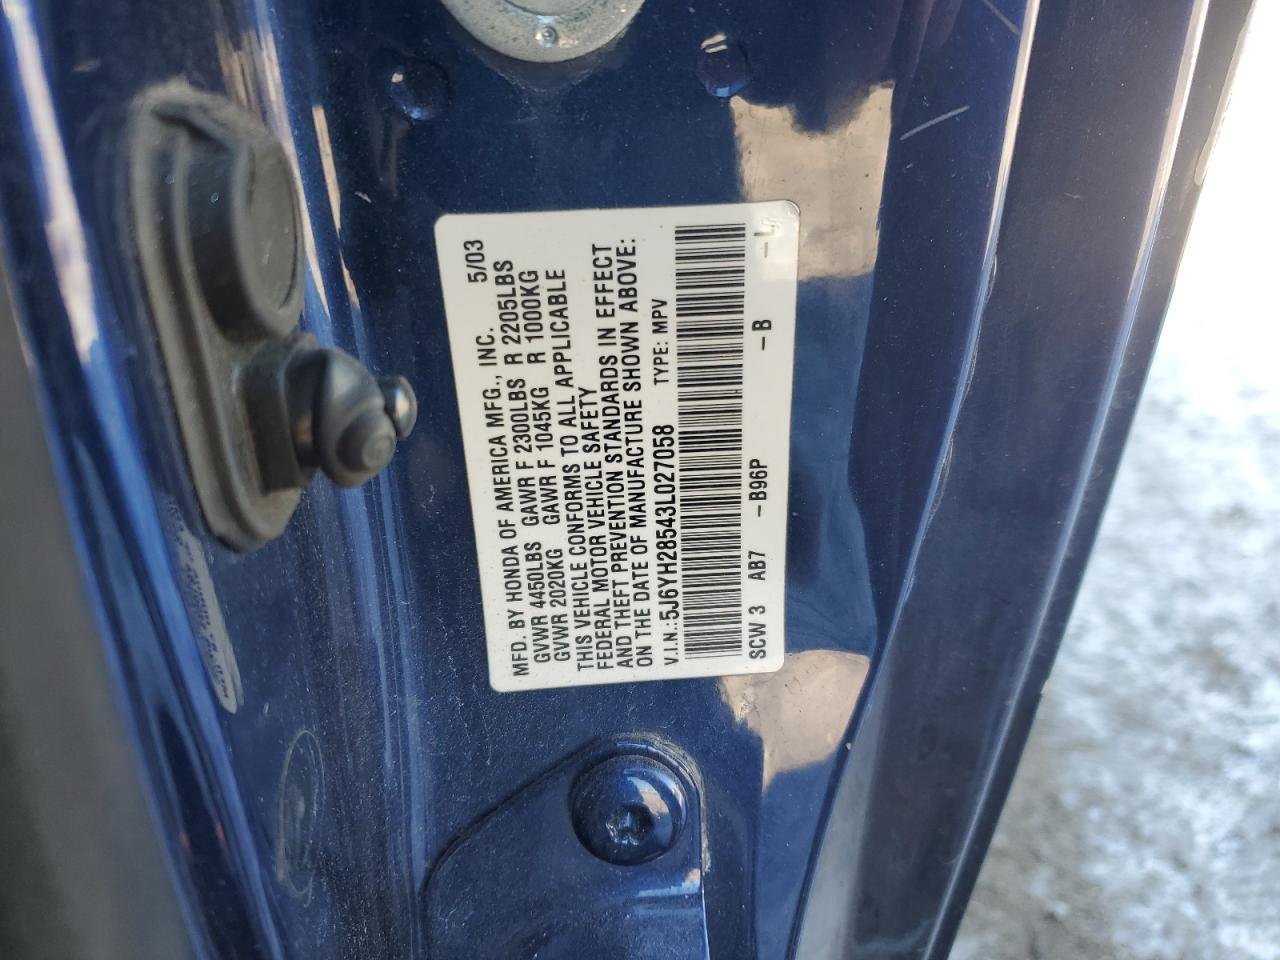 MFD. BY HONDA OF AMERICA MFG., INC. 5/03
GVWR 4450LBS GAWR F 2300LBS R 2205LBS
GVWR 2020KG GAWR F 1045KG R 1000KG
THIS VEHICLE CONFORMS TO ALL APPLICABLE
FEDERAL MOTOR VEHICLE SAFETY
AND THEFT PREVENTION STANDARDS IN EFFECT
ON THE DATE OF MANUFACTURE SHOWN ABOVE:
V.I.N.:5J6YH28543L027058 TYPE: MPV
SCW 3 AB7 –B96P –B –L